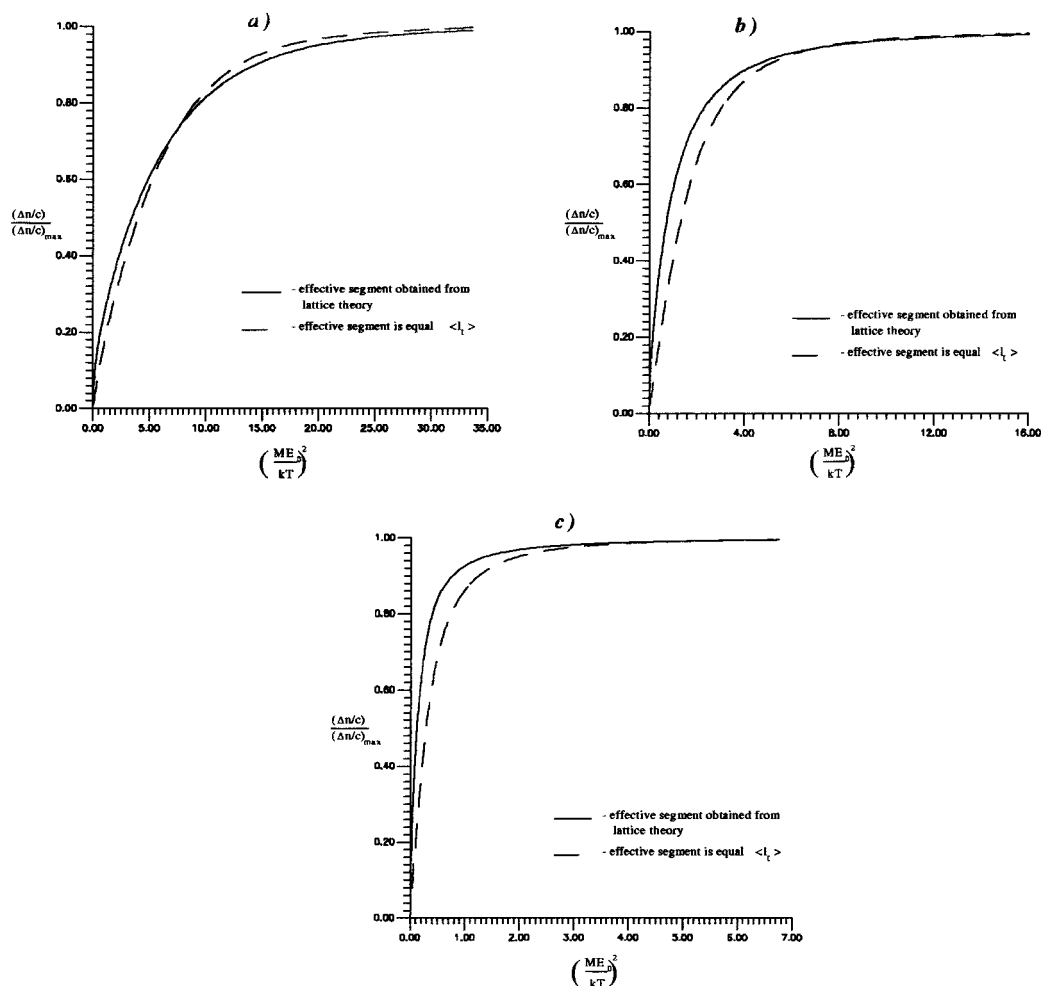 a)
1.00
0.80
0.60
0.40
0.20
0.00
(Δn/c)
(Δn/c)max
- effective segment obtained from
lattice theory
- effective segment is equal <lt>
0.00 5.00 10.00 15.00 20.00 25.00 30.00 35.00
(ME0/kT)2
b)
1.00
0.80
0.60
0.40
0.20
0.00
(Δn/c)
(Δn/c)max
- effective segment obtained from
lattice theory
- effective segment is equal <lt>
0.00 4.00 8.00 12.00 16.00
(ME0/kT)2
c)
1.00
0.80
0.60
0.40
0.20
0.00
(Δn/c)
(Δn/c)max
- effective segment obtained from
lattice theory
- effective segment is equal <lt>
0.00 1.00 2.00 3.00 4.00 5.00 6.00 7.00
(ME0/kT)2